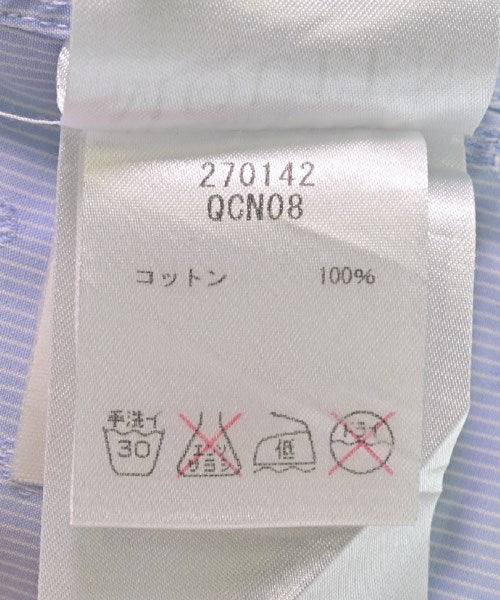 270142
QCN08
コットン 100%
手洗イ 30
エンソ サラシ
低
ドライ